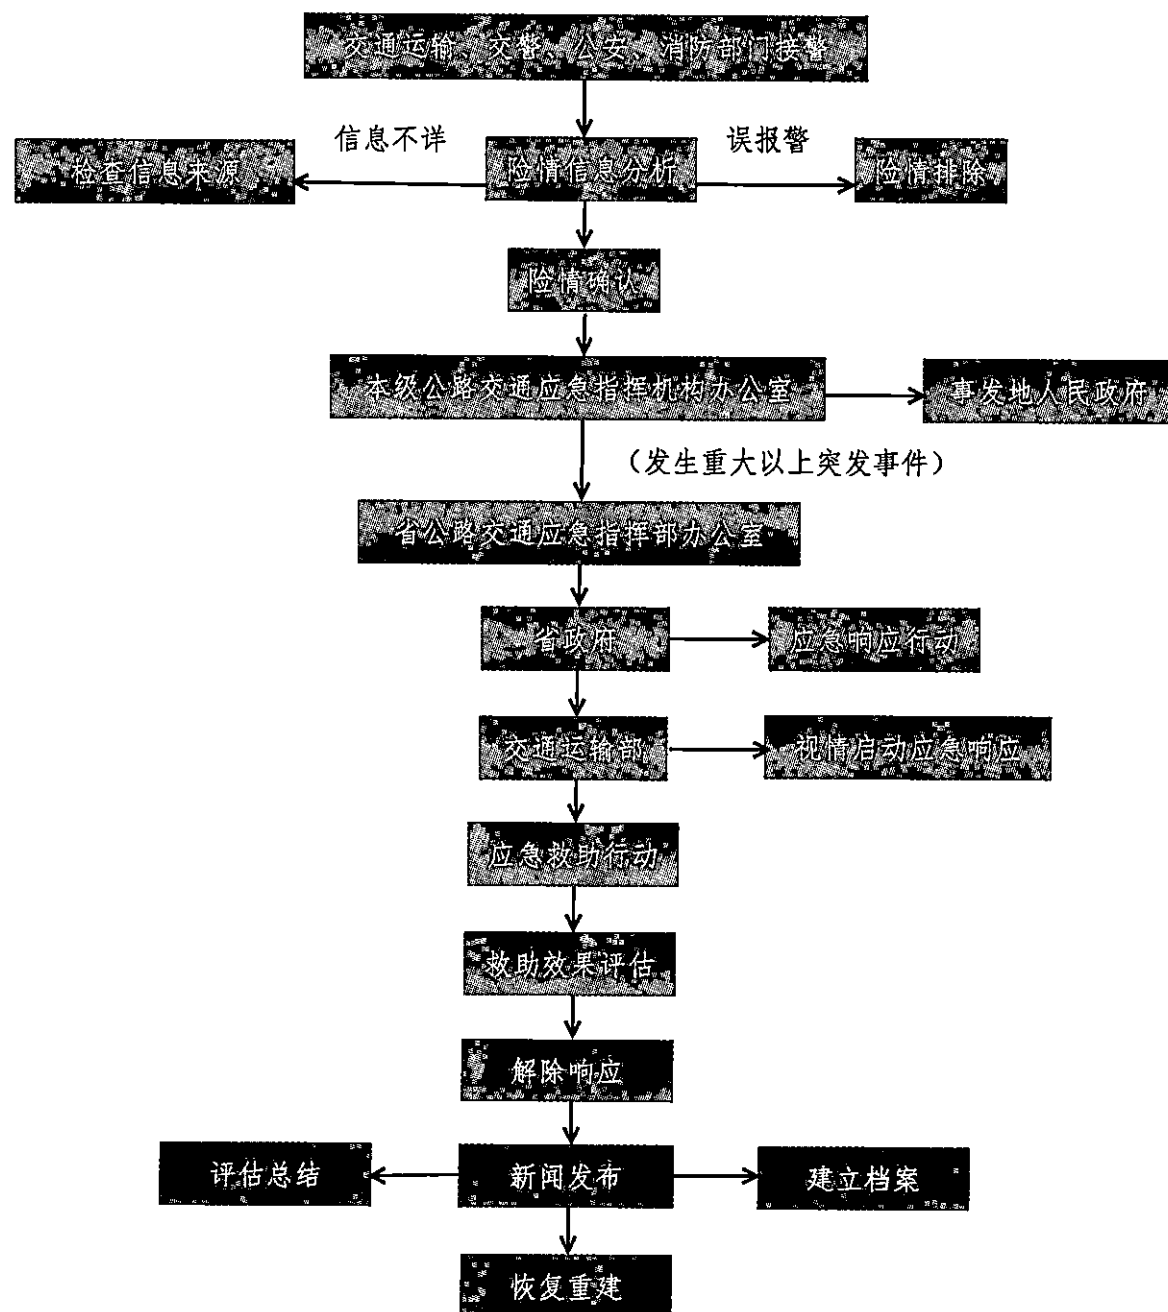 交通运输、交警、公安、消防部门接警
信息不详
误报警
检查信息来源
险情信息分析
险情排除
险情确认
本级公路交通应急指挥机构办公室
事发地人民政府
（发生重大以上突发事件）
省公路交通应急指挥部办公室
省政府
应急响应行动
交通运输部
视情启动应急响应
应急救助行动
救助效果评估
解除响应
评估总结
新闻发布
建立档案
恢复重建